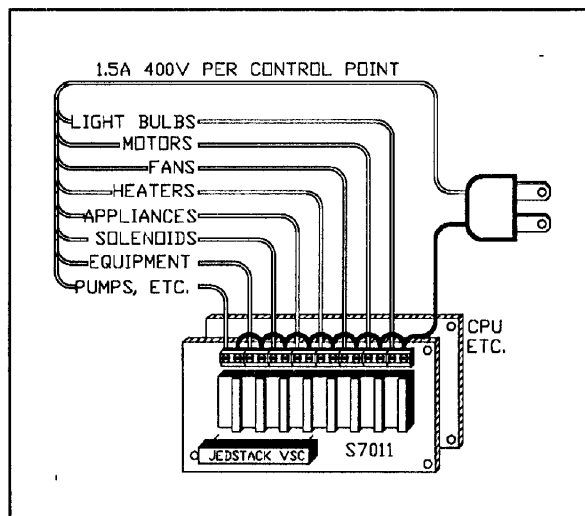 1.5A 400V PER CONTROL POINT
LIGHT BULBS
MOTORS
FANS
HEATERS
APPLIANCES
SOLENOIDS
EQUIPMENT
PUMPS, ETC.
CPU
ETC.
S7011
JEDSTACK VSC